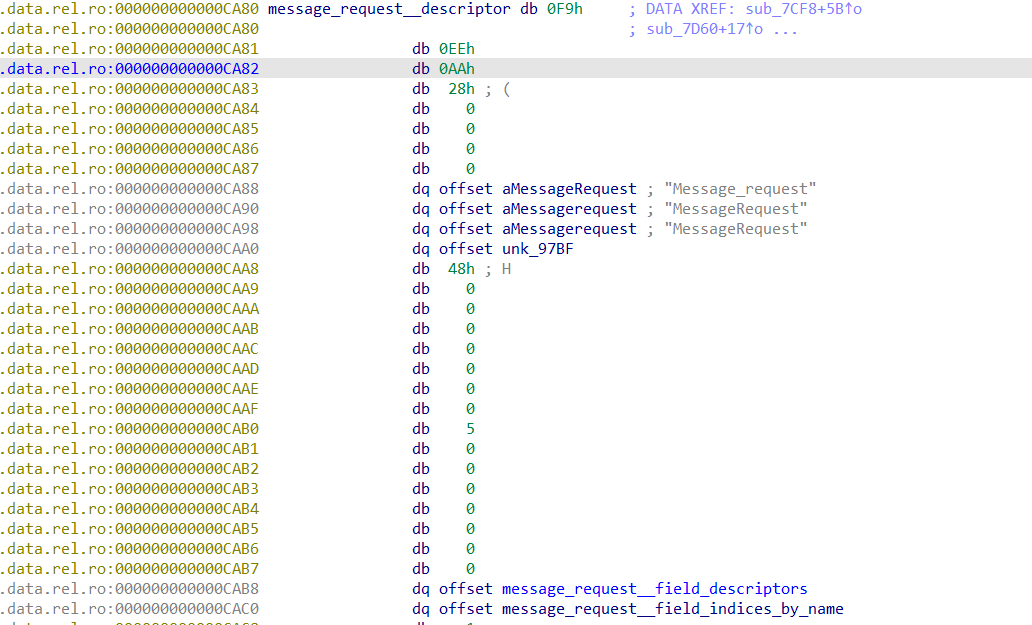 .data.rel.ro:000000000000CA80 message_request__descriptor db 0F9h ; DATA XREF: sub_7CF8+5B↑o
.data.rel.ro:000000000000CA80 ; sub_7D60+17↑o ...
.data.rel.ro:000000000000CA81 db 0EEh
.data.rel.ro:000000000000CA82 db 0AAh
.data.rel.ro:000000000000CA83 db 28h ; (
.data.rel.ro:000000000000CA84 db 0
.data.rel.ro:000000000000CA85 db 0
.data.rel.ro:000000000000CA86 db 0
.data.rel.ro:000000000000CA87 db 0
.data.rel.ro:000000000000CA88 dq offset aMessageRequest ; "Message_request"
.data.rel.ro:000000000000CA90 dq offset aMessagerequest ; "MessageRequest"
.data.rel.ro:000000000000CA98 dq offset aMessagerequest ; "MessageRequest"
.data.rel.ro:000000000000CAA0 dq offset unk_97BF
.data.rel.ro:000000000000CAA8 db 48h ; H
.data.rel.ro:000000000000CAA9 db 0
.data.rel.ro:000000000000CAAA db 0
.data.rel.ro:000000000000CAAB db 0
.data.rel.ro:000000000000CAAC db 0
.data.rel.ro:000000000000CAAD db 0
.data.rel.ro:000000000000CAAE db 0
.data.rel.ro:000000000000CAAF db 0
.data.rel.ro:000000000000CAB0 db 5
.data.rel.ro:000000000000CAB1 db 0
.data.rel.ro:000000000000CAB2 db 0
.data.rel.ro:000000000000CAB3 db 0
.data.rel.ro:000000000000CAB4 db 0
.data.rel.ro:000000000000CAB5 db 0
.data.rel.ro:000000000000CAB6 db 0
.data.rel.ro:000000000000CAB7 db 0
.data.rel.ro:000000000000CAB8 dq offset message_request__field_descriptors
.data.rel.ro:000000000000CAC0 dq offset message_request__field_indices_by_name